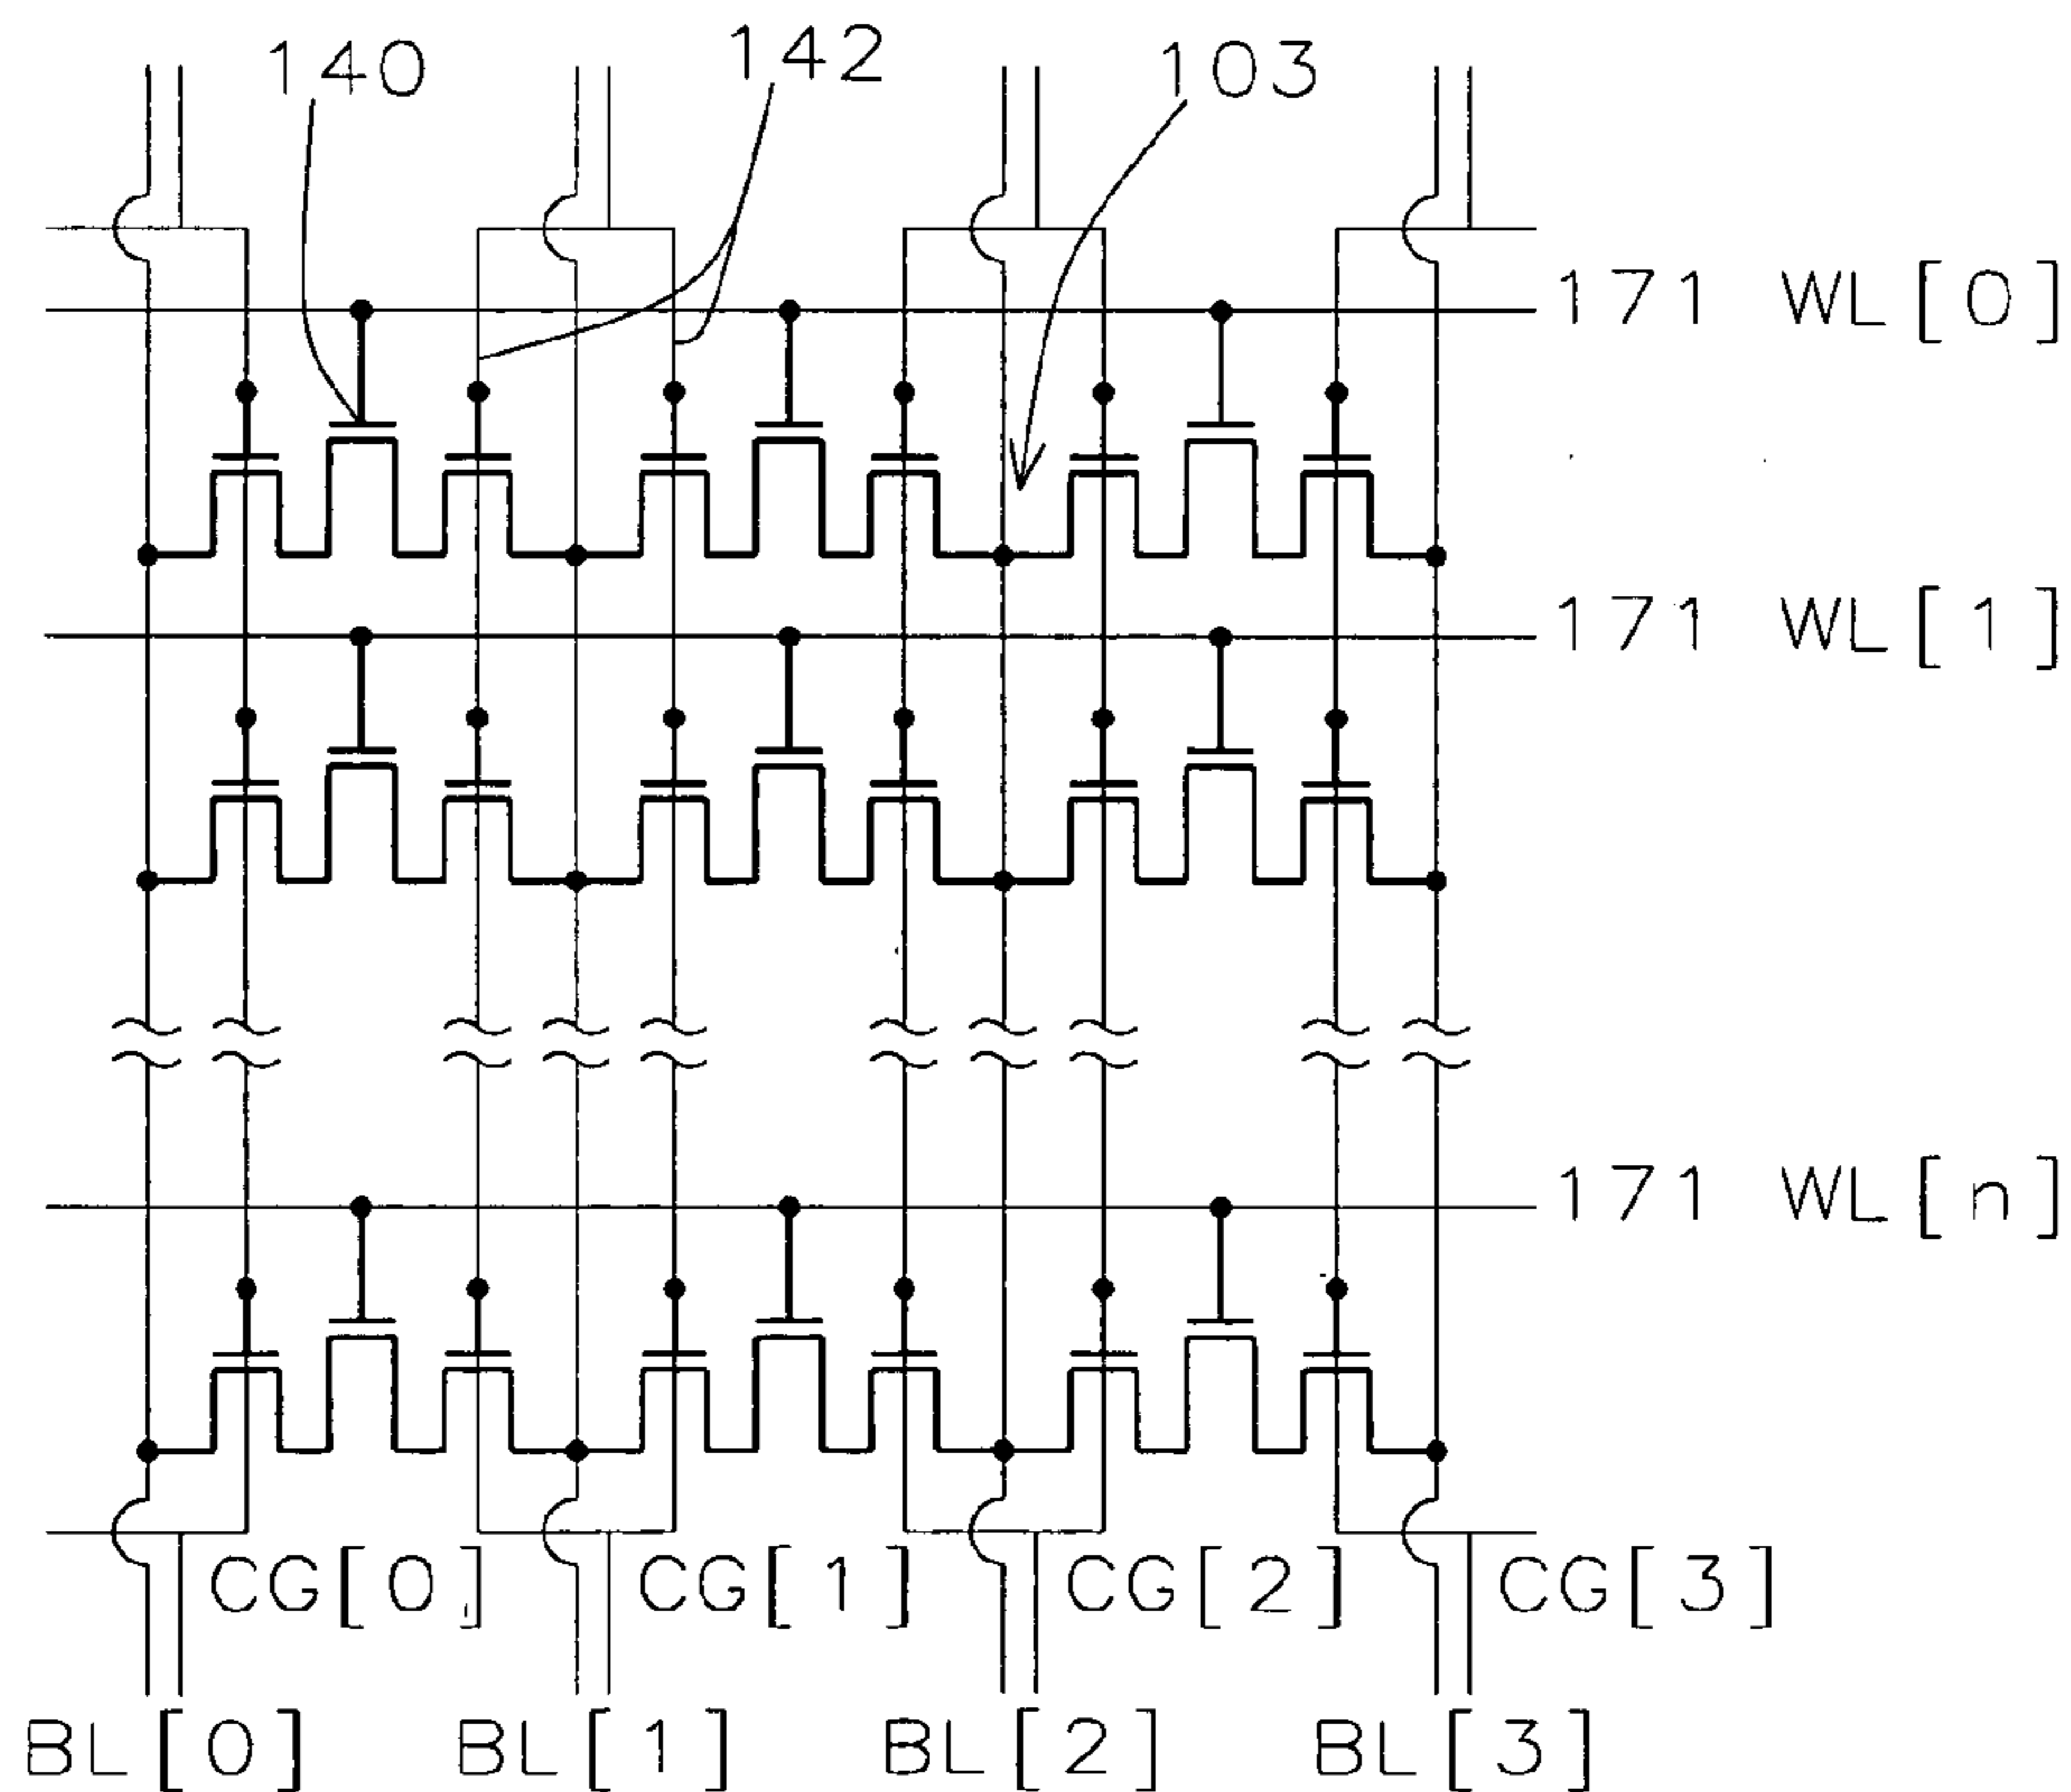 140 142 103
171 WL[0]
171 WL[1]
171 WL[n]
CG[0] CG[1] CG[2] CG[3]
BL[0] BL[1] BL[2] BL[3]